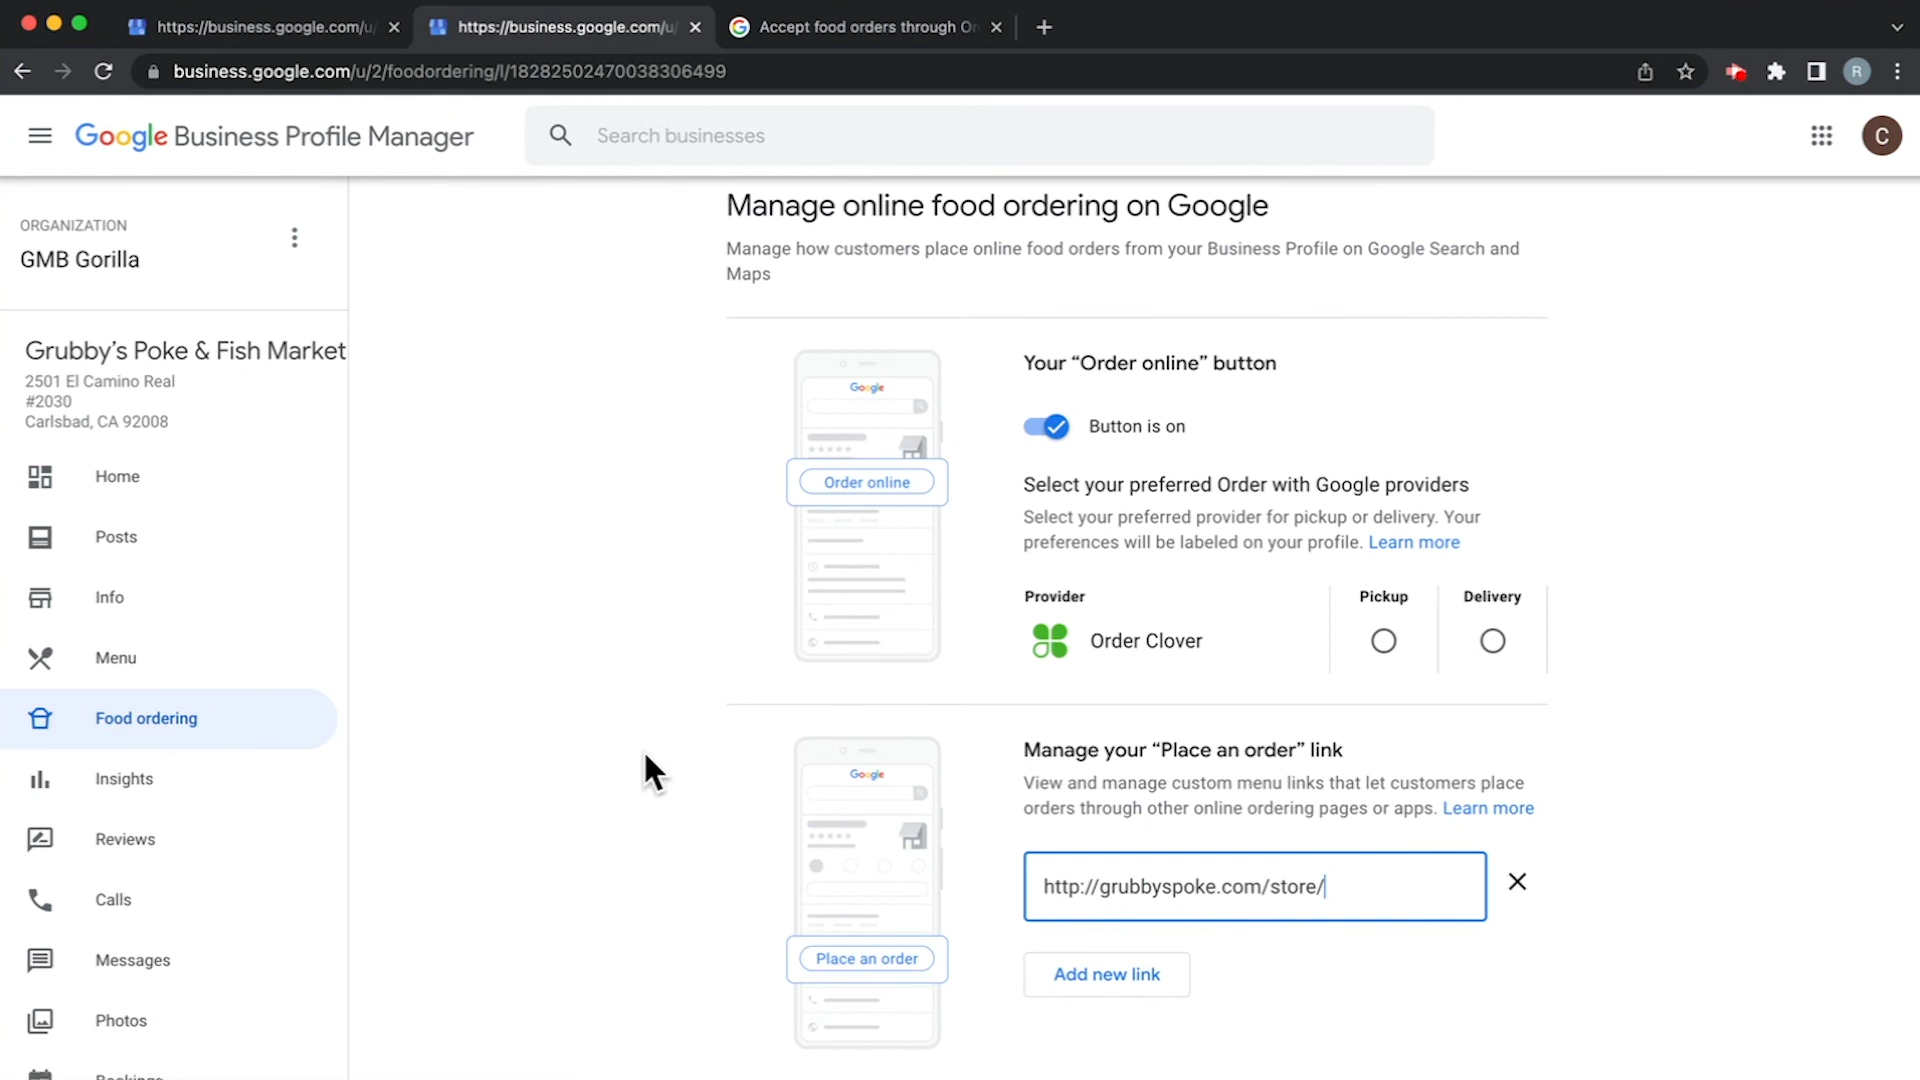 https://business.google.com/u/
https://business.google.com/u/
Accept food orders through Or
business.google.com/u/2/foodordering/l/18282502470038306499
R
Google Business Profile Manager
Search businesses
C
ORGANIZATION
GMB Gorilla
Grubby's Poke & Fish Market
2501 El Camino Real
#2030
Carlsbad, CA 92008
Home
Posts
Info
Menu
Food ordering
Insights
Reviews
Calls
Messages
Photos
Manage online food ordering on Google
Manage how customers place online food orders from your Business Profile on Google Search and
Maps
Google
Order online
Your “Order online” button
Button is on
Select your preferred Order with Google providers
Select your preferred provider for pickup or delivery. Your
preferences will be labeled on your profile. Learn more
Provider Pickup Delivery
Order Clover
Google
Place an order
Manage your “Place an order” link
View and manage custom menu links that let customers place
orders through other online ordering pages or apps. Learn more
http://grubbyspoke.com/store/
Add new link